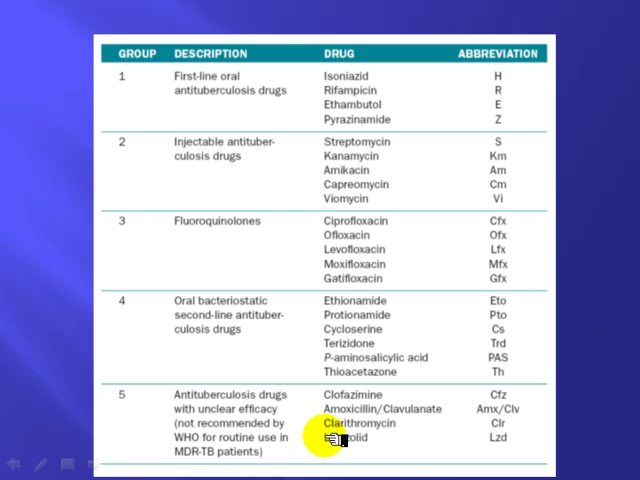 GROUP DESCRIPTION DRUG ABBREVIATION
1 First-line oral Isoniazid H
antituberculosis drugs Rifampicin R
Ethambutol E
Pyrazinamide Z
2 Injectable antituber- Streptomycin S
culosis drugs Kanamycin Km
Amikacin Am
Capreomycin Cm
Viomycin Vi
3 Fluoroquinolones Ciprofloxacin Cfx
Ofloxacin Ofx
Levofloxacin Lfx
Moxifloxacin Mfx
Gatifloxacin Gfx
4 Oral bacteriostatic Ethionamide Eto
second-line antituber- Protionamide Pto
culosis drugs Cycloserine Cs
Terizidone Trd
P-aminosalicylic acid PAS
Thioacetazone Th
5 Antituberculosis drugs Clofazimine Cfz
with unclear efficacy Amoxicillin/Clavulanate Amx/Clv
(not recommended by Clarithromycin Clr
WHO for routine use in Lzd
MDR-TB patients)